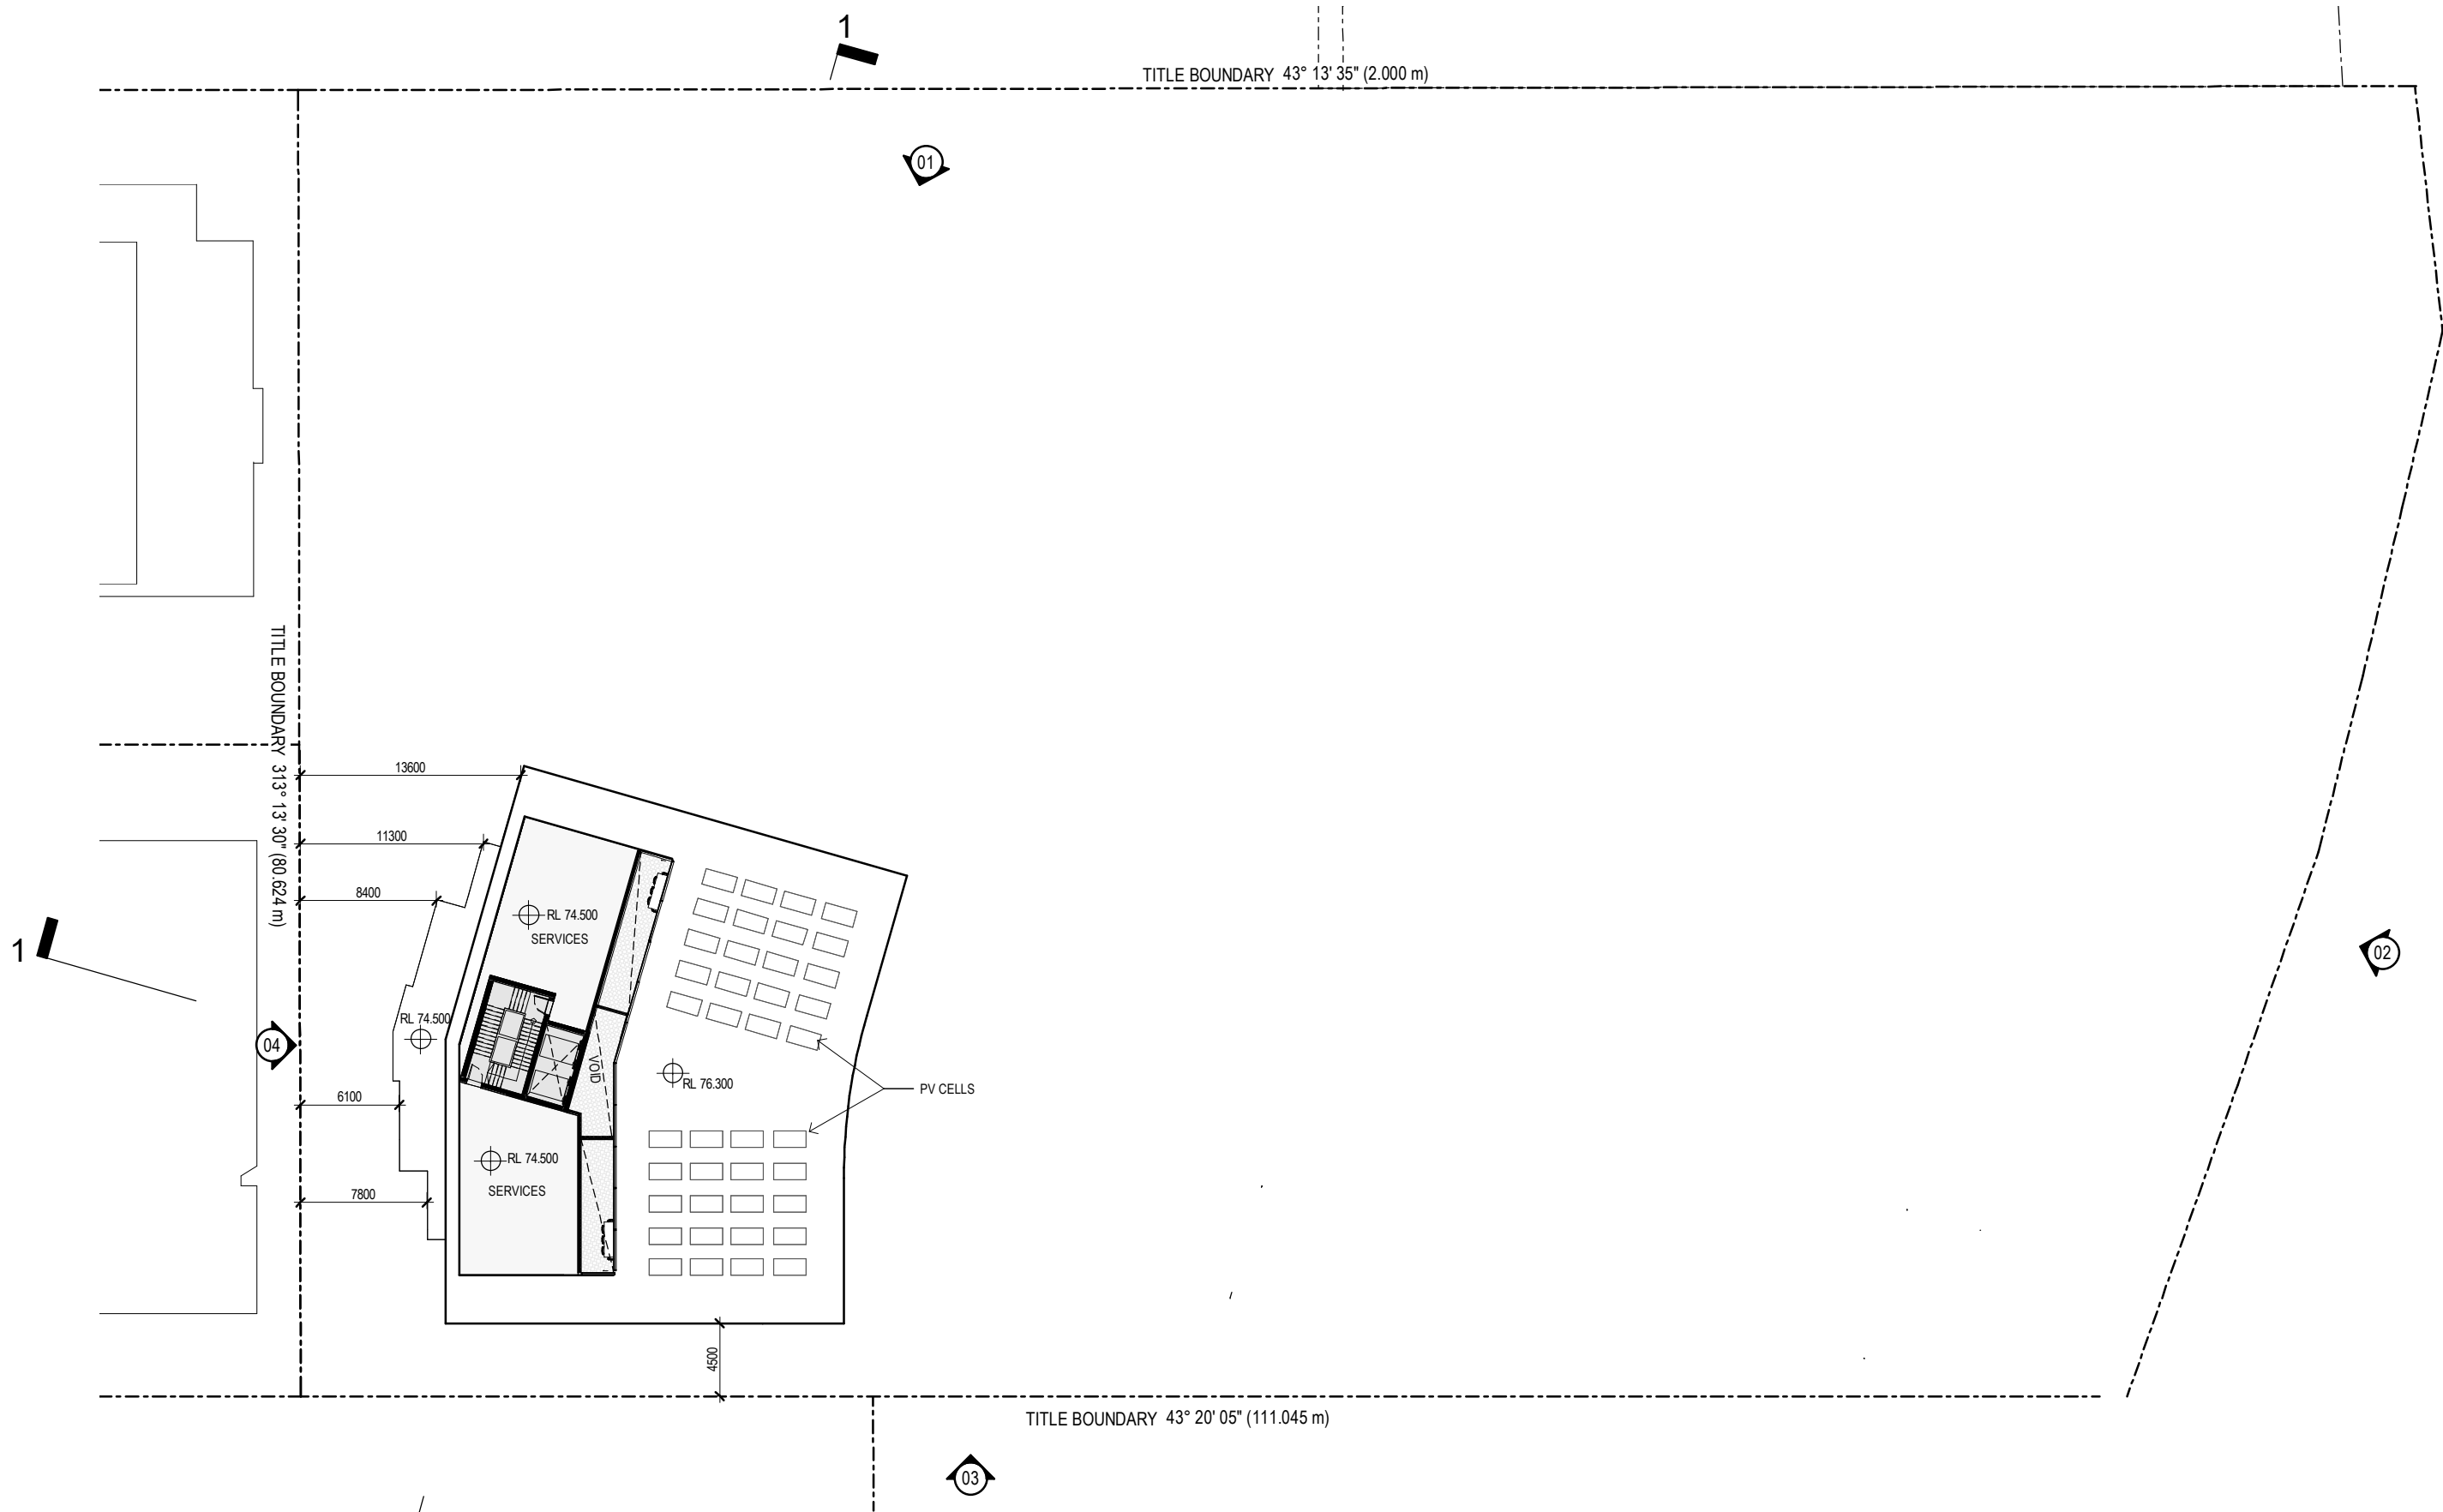 1
TITLE BOUNDARY 43° 13' 35" (2.000 m)
01
TITLE BOUNDARY 313° 13' 30" (80.624 m)
13600
11300
8400
RL 74.500
SERVICES
1
02
RL 74.500
04
VOID
RL 76.300
PV CELLS
6100
RL 74.500
SERVICES
7800
4500
TITLE BOUNDARY 43° 20' 05" (111.045 m)
03